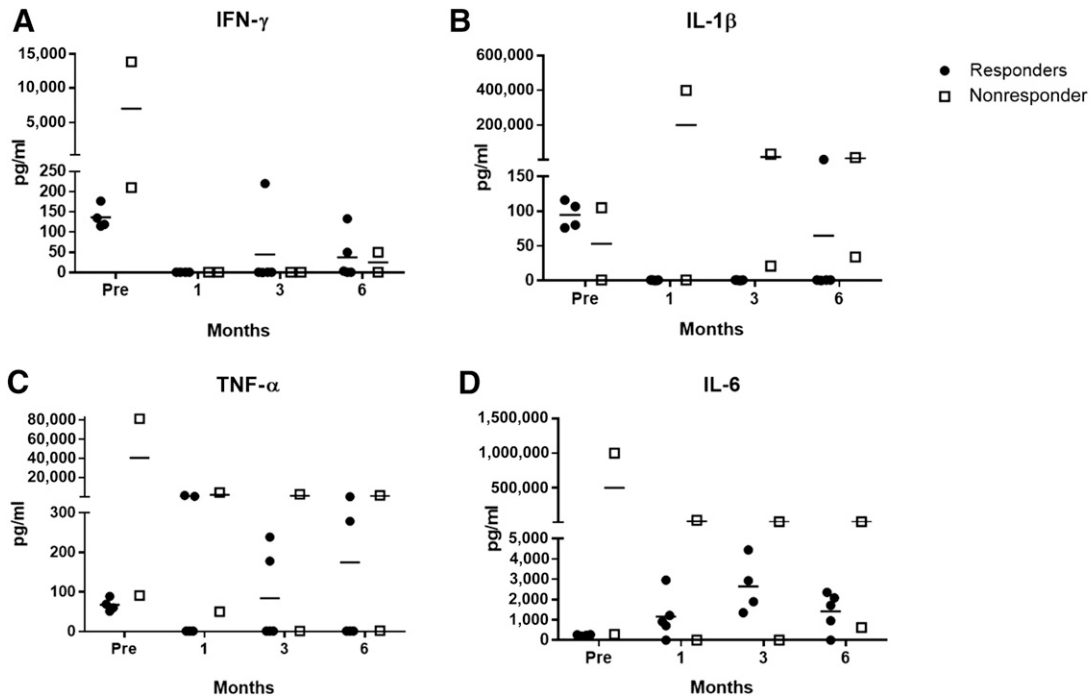 A
IFN-γ
15,000
10,000
5,000
250
200
150
100
50
0
pg/ml
Pre
1
3
6
Months
B
IL-1β
600,000
400,000
200,000
150
100
50
0
pg/ml
Pre
1
3
6
Months
Responders
Nonresponder
C
TNF-α
80,000
60,000
40,000
20,000
300
200
100
0
pg/ml
Pre
1
3
6
Months
D
IL-6
1,500,000
1,000,000
500,000
5,000
4,000
3,000
2,000
1,000
0
pg/ml
Pre
1
3
6
Months